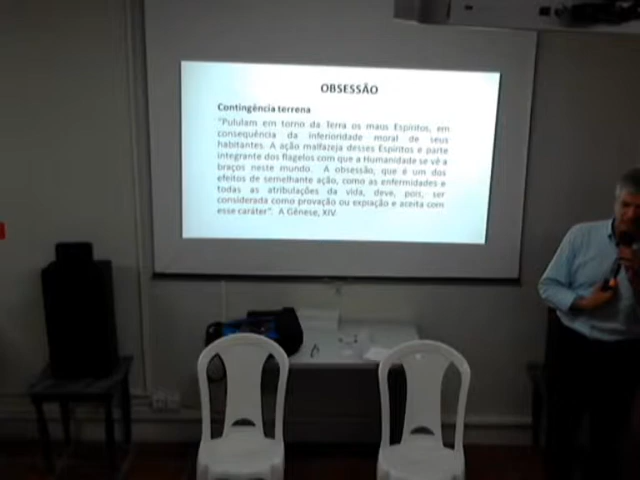 OBSESSÃO
Contingência terrena
"Pululam em torno da Terra os maus Espíritos, em
consequência da inferioridade moral de seus
habitantes. A ação malfazeja desses Espíritos é parte
integrante dos flagelos com que a Humanidade se vê a
braços neste mundo. A obsessão, que é um dos
efeitos de semelhante ação, como as enfermidades e
todas as atribulações da vida, deve, pois, ser
considerada como provação ou expiação e aceita com
esse caráter". A Gênese, XIV.